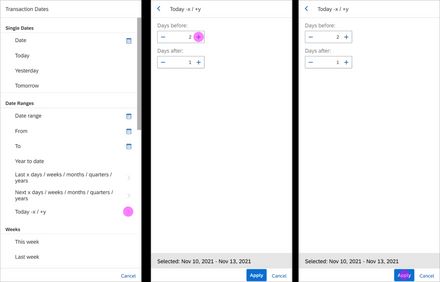 Transaction Dates
Single Dates
Date
Today
Yesterday
Tomorrow
Date Ranges
Date range
From
To
Year to date
Last x days / weeks / months / quarters /
years
Next x days / weeks / months / quarters /
years
Today -x / +y
Weeks
This week
Last week
Cancel
Today -x / +y
Days before:
2
Days after:
1
Selected: Nov 10, 2021 - Nov 13, 2021
Apply
Cancel
Today -x / +y
Days before:
2
Days after:
1
Selected: Nov 10, 2021 - Nov 13, 2021
Apply
Cancel